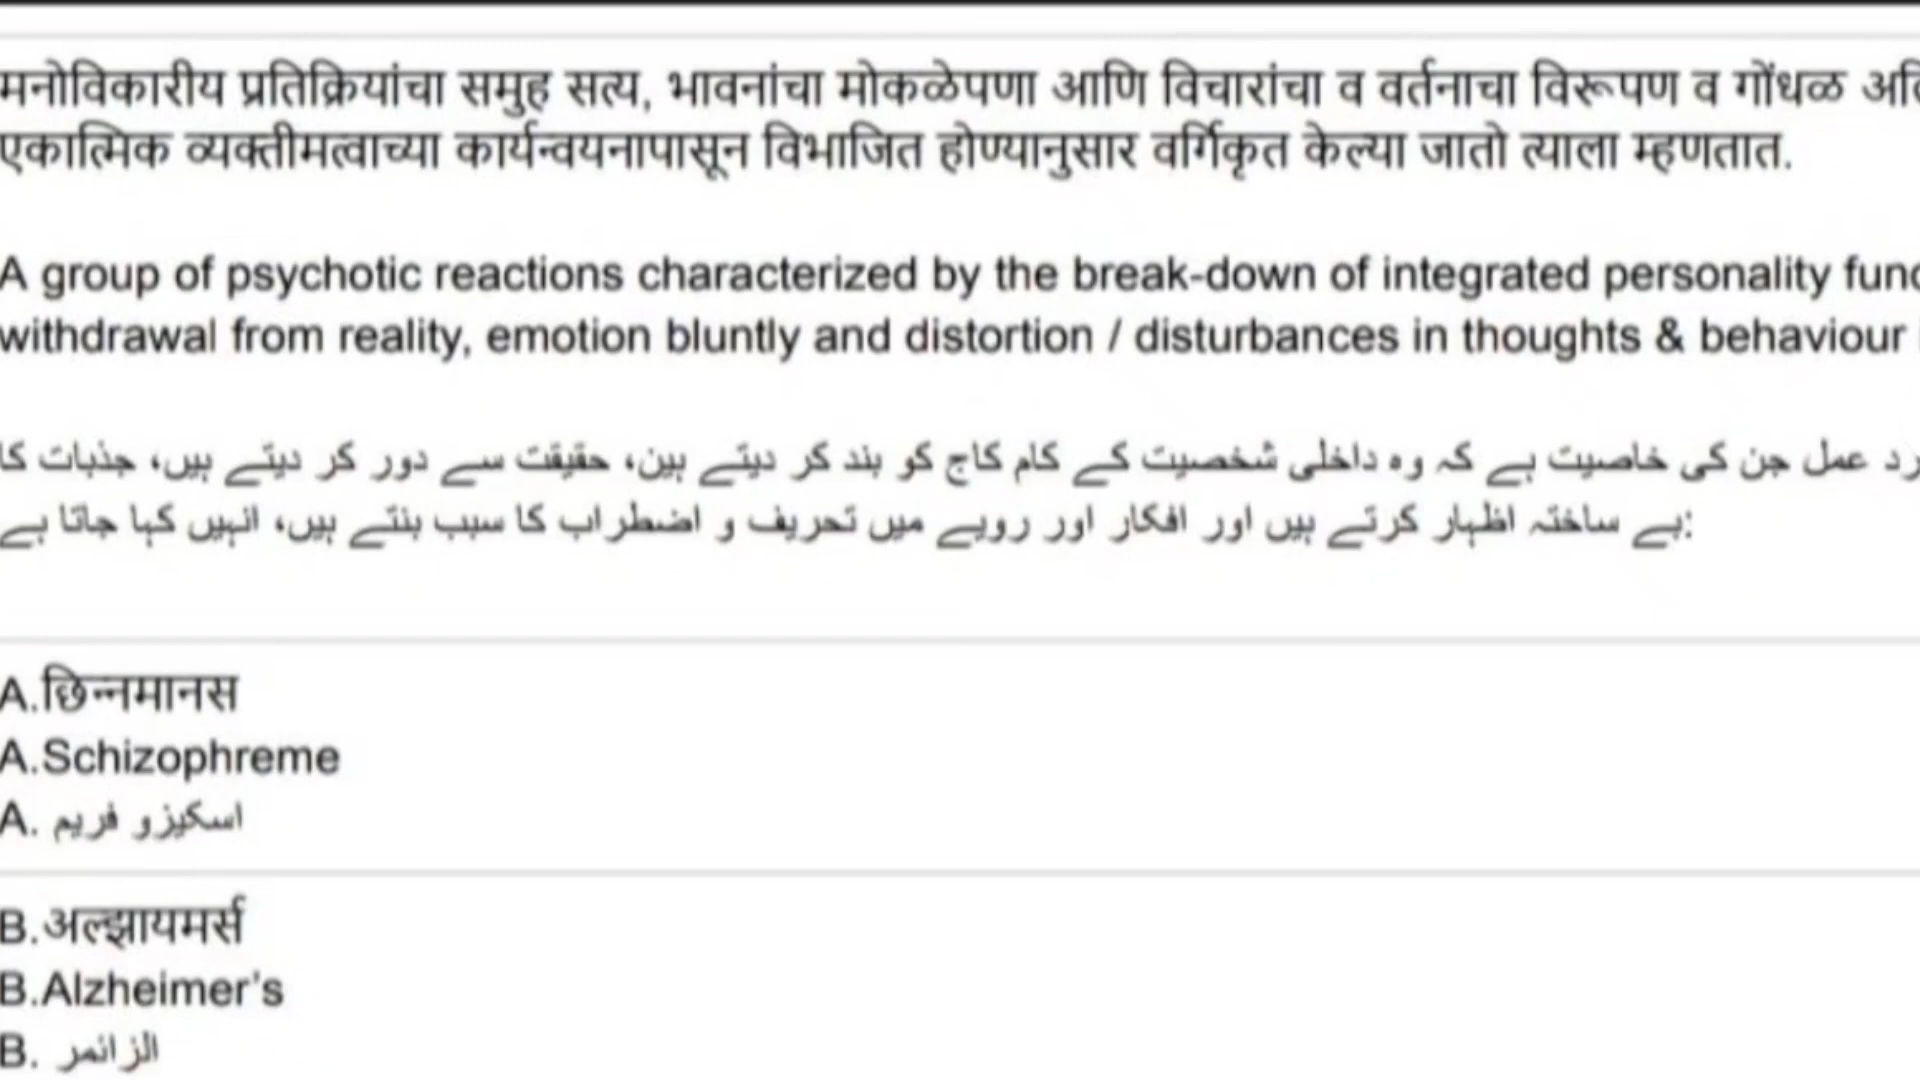 मनोविकारीय प्रतिक्रियांचा समुह सत्य, भावनांचा मोकळेपणा आणि विचारांचा व वर्तनाचा विरूपण व गोंधळ
एकात्मिक व्यक्तीमत्वाच्या कार्यन्वयनापासून विभाजित होण्यानुसार वर्गिकृत केल्या जातो त्याला म्हणतात.
A group of psychotic reactions characterized by the break-down of integrated personality
withdrawal from reality, emotion bluntly and distortion / disturbances in thoughts & behaviour
رد عمل جن کی خاصیت ہے کہ وہ داخلی شخصیت کے کام کاج کو بند کر دیتے ہین، حقیقت سے دور کر دیتے ہیں، جذبات کا
بے ساختہ اظہار کرتے ہیں اور افکار اور رویے میں تحریف و اضطراب کا سبب بنتے ہیں، انہیں کہا جاتا ہے:
A.छिन्नमानस
A.Schizophreme
A. اسکیزو فریم
B.अल्झायमर्स
B.Alzheimer's
B. الزائمر